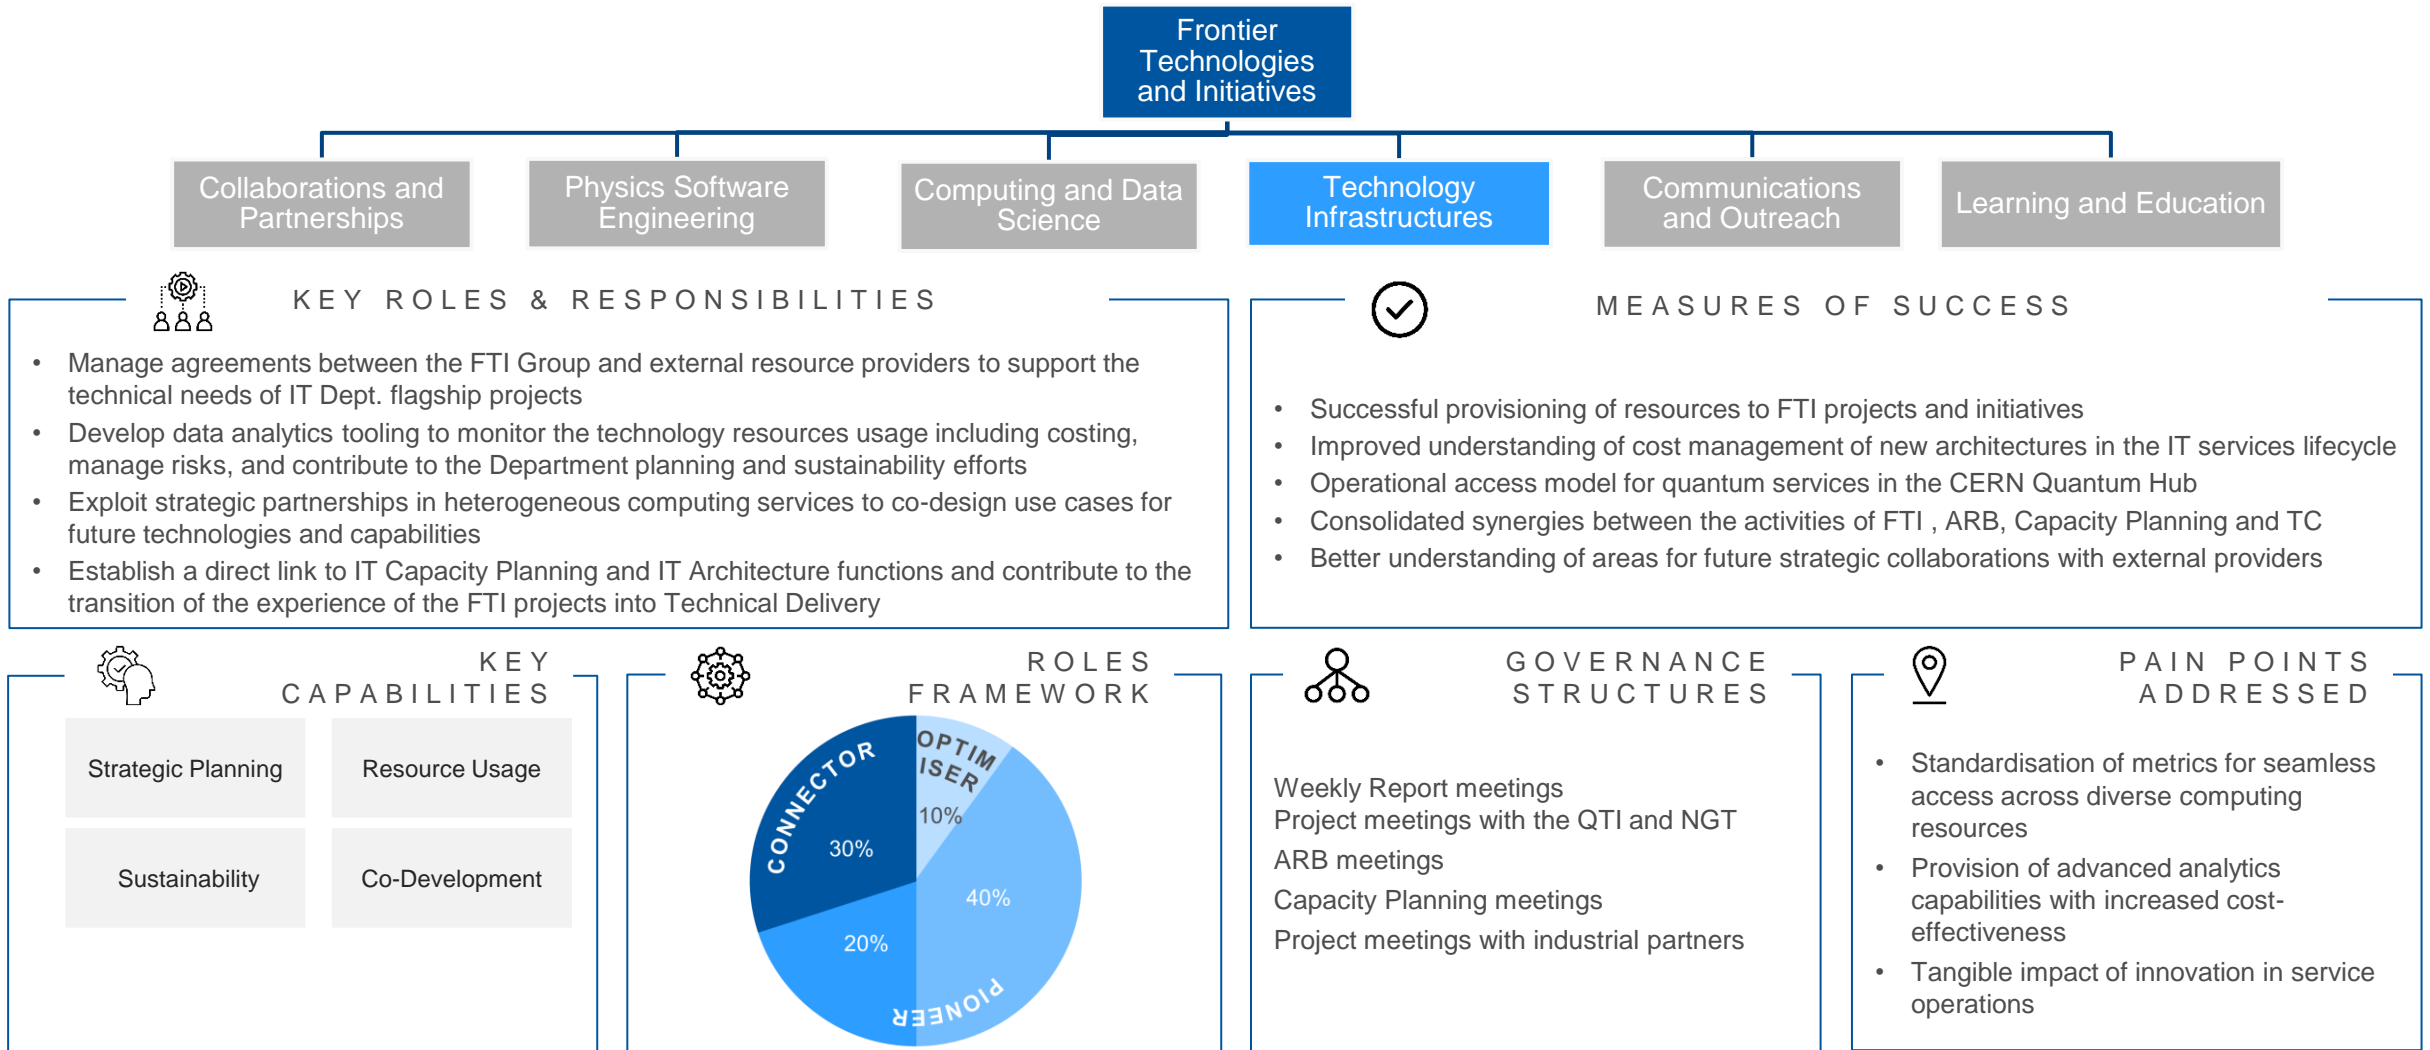 Frontier
Technologies
and Initiatives
Collaborations and
Partnerships
Physics Software
Engineering
Computing and Data
Science
Technology
Infrastructures
Communications
and Outreach
Learning and Education
KEY ROLES & RESPONSIBILITIES
• Manage agreements between the FTI Group and external resource providers to support the
technical needs of IT Dept. flagship projects
• Develop data analytics tooling to monitor the technology resources usage including costing,
manage risks, and contribute to the Department planning and sustainability efforts
• Exploit strategic partnerships in heterogeneous computing services to co-design use cases for
future technologies and capabilities
• Establish a direct link to IT Capacity Planning and IT Architecture functions and contribute to the
transition of the experience of the FTI projects into Technical Delivery
MEASURES OF SUCCESS
• Successful provisioning of resources to FTI projects and initiatives
• Improved understanding of cost management of new architectures in the IT services lifecycle
• Operational access model for quantum services in the CERN Quantum Hub
• Consolidated synergies between the activities of FTI , ARB, Capacity Planning and TC
• Better understanding of areas for future strategic collaborations with external providers
KEY
CAPABILITIES
Strategic Planning
Resource Usage
Sustainability
Co-Development
ROLES
FRAMEWORK
CONNECTOR
30%
OPTIM
ISER
10%
40%
20%
PIONEER
GOVERNANCE
STRUCTURES
Weekly Report meetings
Project meetings with the QTI and NGT
ARB meetings
Capacity Planning meetings
Project meetings with industrial partners
PAIN POINTS
ADDRESSED
• Standardisation of metrics for seamless
access across diverse computing
resources
• Provision of advanced analytics
capabilities with increased cost-
effectiveness
• Tangible impact of innovation in service
operations